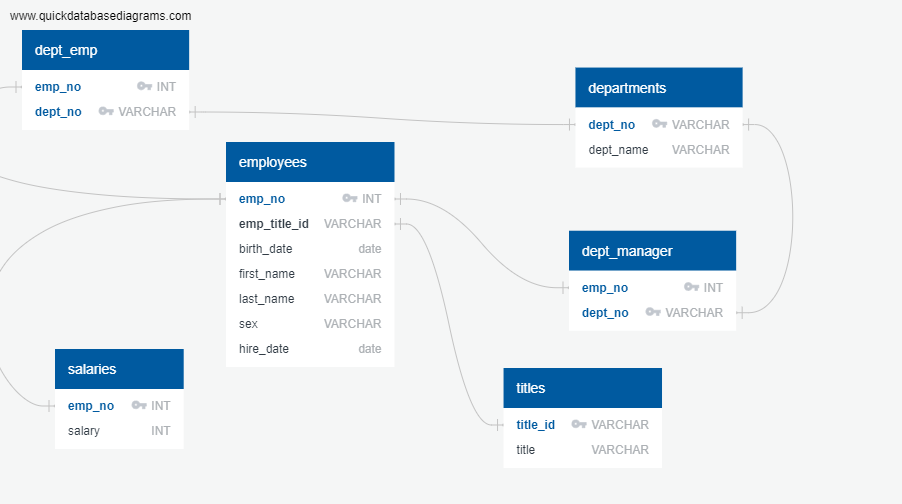 www.quickdatabasediagrams.com
dept_emp
emp_no INT
dept_no VARCHAR
departments
dept_no VARCHAR
dept_name VARCHAR
employees
emp_no INT
emp_title_id VARCHAR
birth_date date
first_name VARCHAR
last_name VARCHAR
sex VARCHAR
hire_date date
dept_manager
emp_no INT
dept_no VARCHAR
salaries
emp_no INT
salary INT
titles
title_id VARCHAR
title VARCHAR